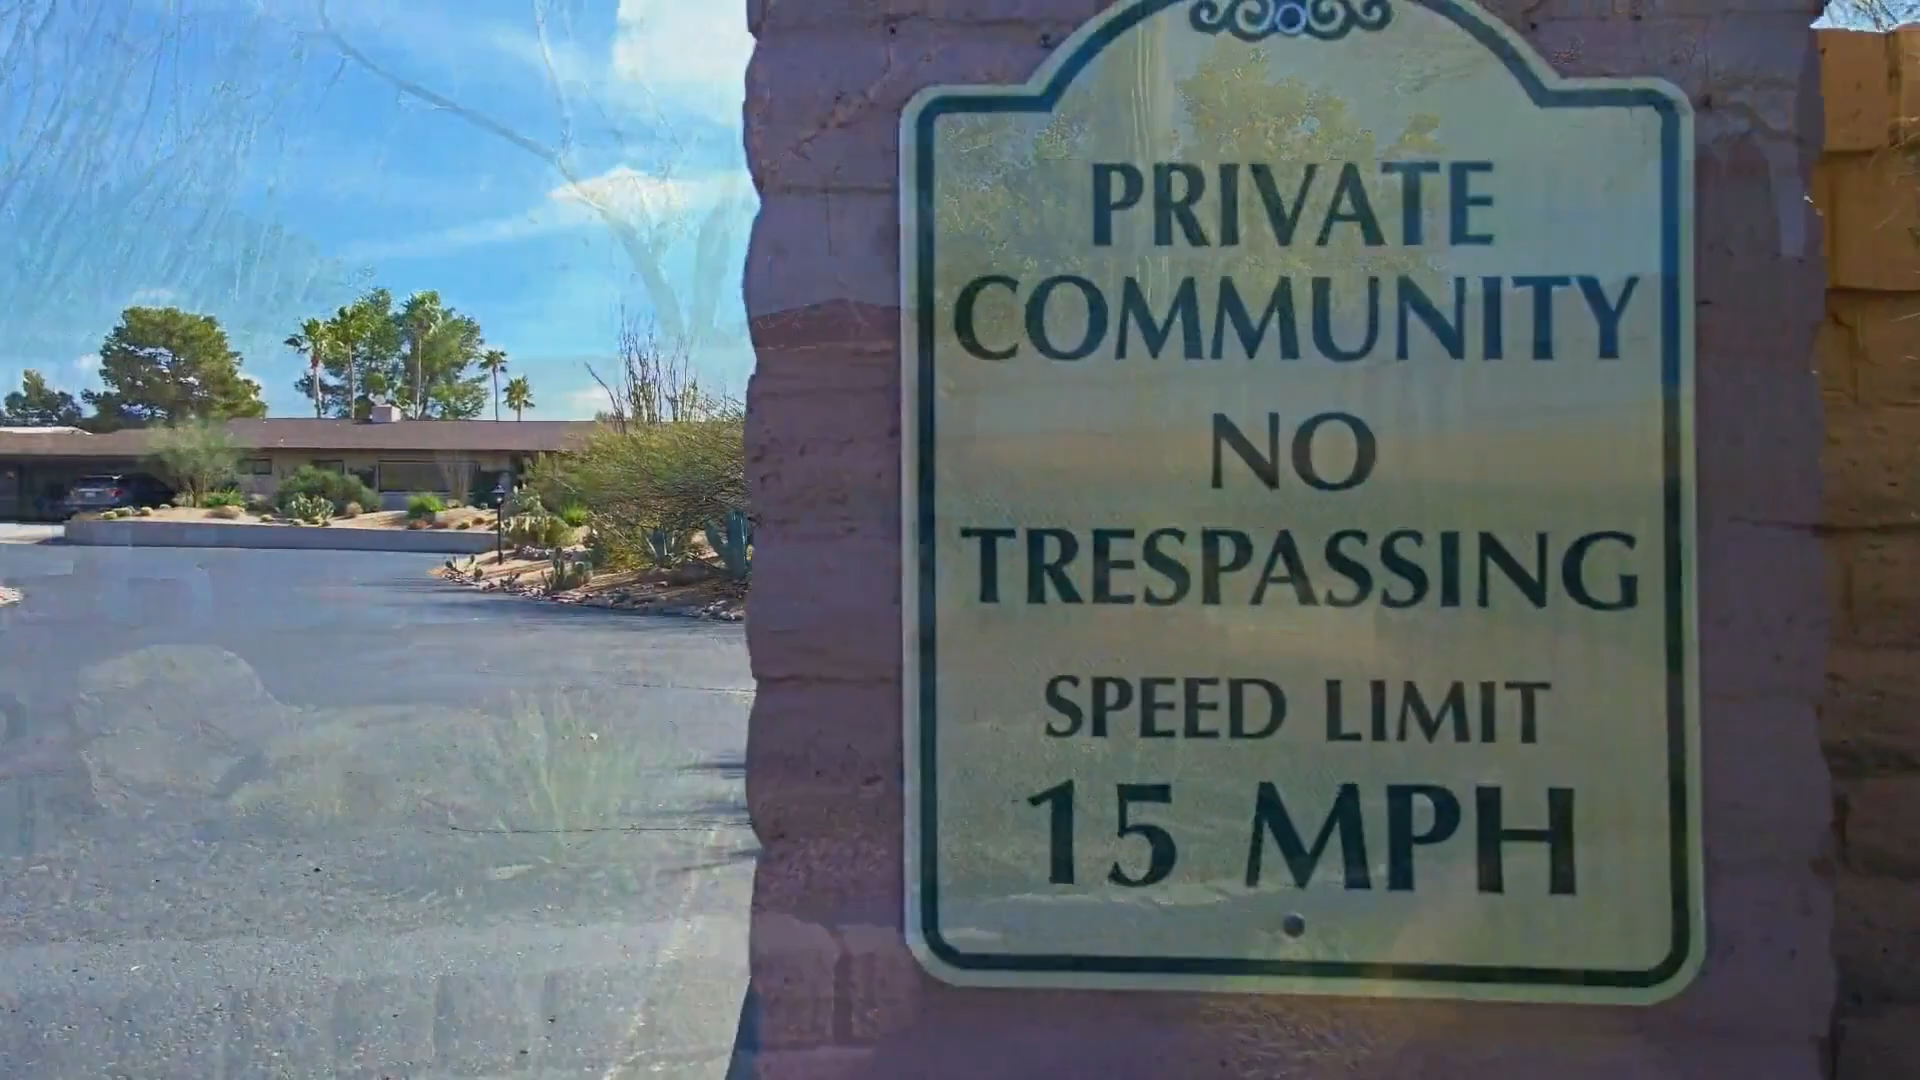 PRIVATE
COMMUNITY
NO
TRESPASSING
SPEED LIMIT
15 MPH